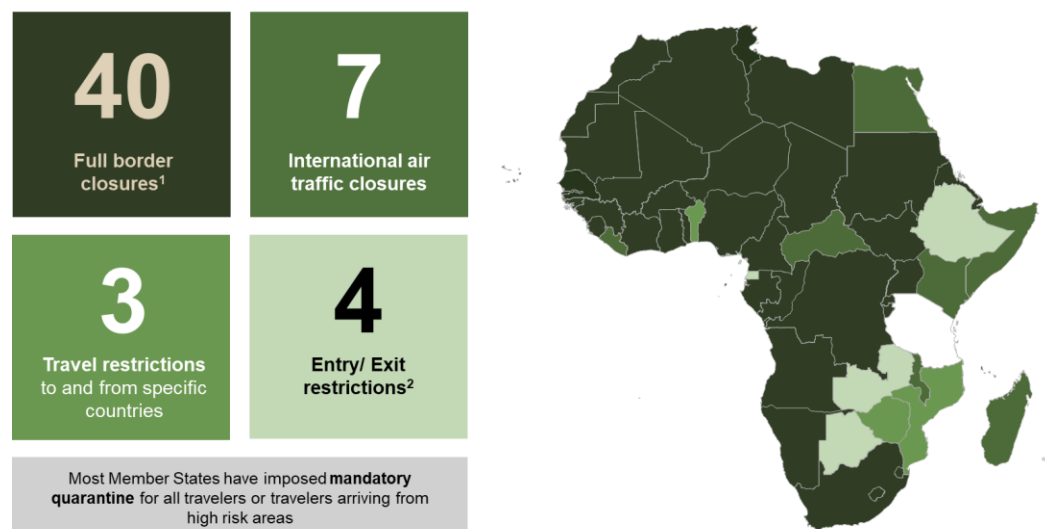 40
Full border
closures¹
7
International air
traffic closures
3
Travel restrictions
to and from specific
countries
4
Entry/ Exit
restrictions²
Most Member States have imposed mandatory
quarantine for all travelers or travelers arriving from
high risk areas